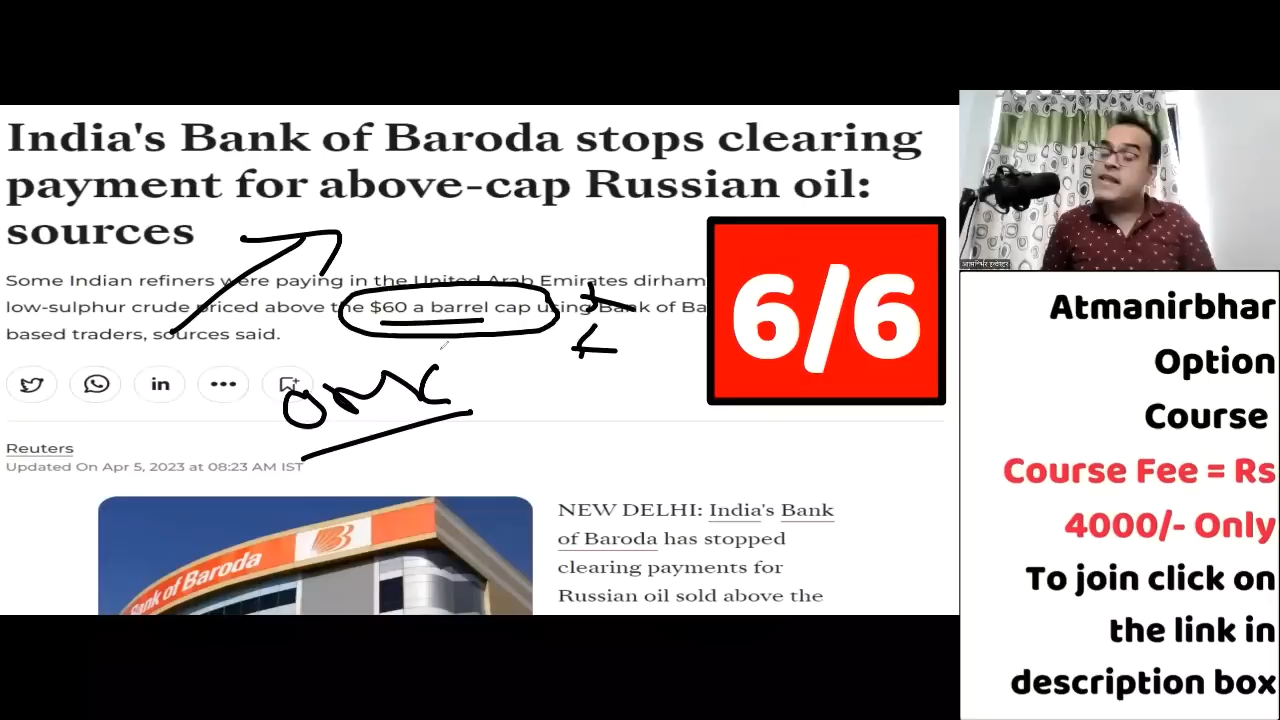 India's Bank of Baroda stops clearing
payment for above-cap Russian oil:
sources
Some Indian refiners were paying in the United Arab Emirates dirham
low-sulphur crude priced above the $60 a barrel cap using Bank of Ba
based traders, sources said.
6/6
OMC
in
Reuters
Updated On Apr 5, 2023 at 08:23 AM IST
Bank of Baroda
NEW DELHI: India's Bank
of Baroda has stopped
clearing payments for
Russian oil sold above the
Atmanirbhar
Option
Course
Course Fee = Rs
4000/- Only
To join click on
the link in
description box